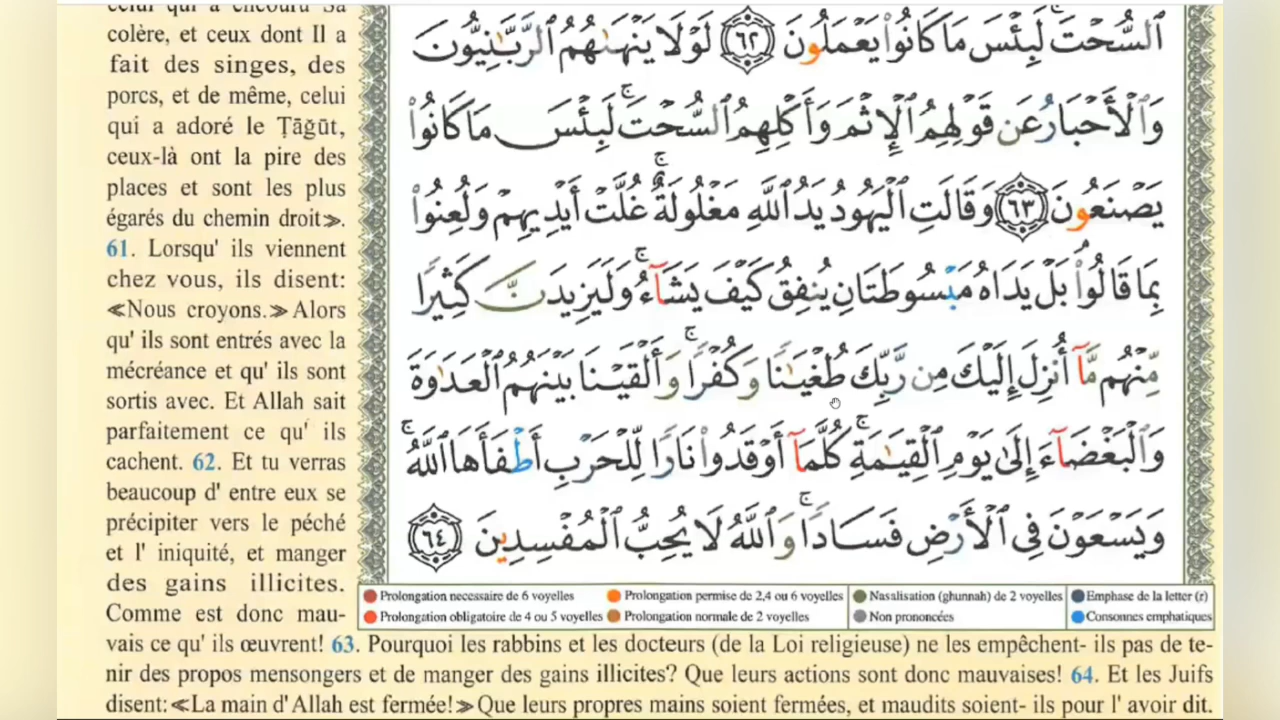 celui qui a encouru Sa
colère, et ceux dont Il a
fait des singes, des
porcs, et de même, celui
qui a adoré le Ṭāḡūt,
ceux-là ont la pire des
places et sont les plus
égarés du chemin droit≫.
61. Lorsqu' ils viennent
chez vous, ils disent:
≪Nous croyons.≫ Alors
qu' ils sont entrés avec la
mécréance et qu' ils sont
sortis avec. Et Allah sait
parfaitement ce qu' ils
cachent. 62. Et tu verras
beaucoup d' entre eux se
précipiter vers le péché
et l' iniquité, et manger
des gains illicites.
Comme est donc mau-
vais ce qu' ils œuvrent! 63. Pourquoi les rabbins et les docteurs (de la Loi religieuse) ne les empêchent- ils pas de te-
nir des propos mensongers et de manger des gains illicites? Que leurs actions sont donc mauvaises! 64. Et les Juifs
disent:≪La main d' Allah est fermée!≫ Que leurs propres mains soient fermées, et maudits soient- ils pour l' avoir dit.
ٱلسُّحْتَۚ لَبِئْسَ مَا كَانُوا۟ يَعْمَلُونَ ٦٢ لَوْلَا يَنْهَىٰهُمُ ٱلرَّبَّـٰنِيُّونَ
وَٱلْأَحْبَارُ عَن قَوْلِهِمُ ٱلْإِثْمَ وَأَكْلِهِمُ ٱلسُّحْتَۚ لَبِئْسَ مَا كَانُوا۟
يَصْنَعُونَ ٦٣ وَقَالَتِ ٱلْيَهُودُ يَدُ ٱللَّهِ مَغْلُولَةٌۚ غُلَّتْ أَيْدِيهِمْ وَلُعِنُوا۟
بِمَا قَالُوا۟ بَلْ يَدَاهُ مَبْسُوطَتَانِ يُنفِقُ كَيْفَ يَشَآءُۚ وَلَيَزِيدَنَّ كَثِيرًا
مِّنْهُم مَّآ أُنزِلَ إِلَيْكَ مِن رَّبِّكَ طُغْيَـٰنًا وَكُفْرًاۚ وَأَلْقَيْنَا بَيْنَهُمُ ٱلْعَدَٰوَةَ
وَٱلْبَغْضَآءَ إِلَىٰ يَوْمِ ٱلْقِيَـٰمَةِۚ كُلَّمَآ أَوْقَدُوا۟ نَارًا لِّلْحَرْبِ أَطْفَأَهَا ٱللَّهُۚ
وَيَسْعَوْنَ فِى ٱلْأَرْضِ فَسَادًاۚ وَٱللَّهُ لَا يُحِبُّ ٱلْمُفْسِدِينَ ٦٤
Prolongation necessaire de 6 voyelles Prolongation permise de 2,4 ou 6 voyelles Nasalisation (ghunnah) de 2 voyelles Emphase de la letter (r)
Prolongation obligatoire de 4 ou 5 voyelles Prolongation normale de 2 voyelles Non prononcées Consonnes emphatiques